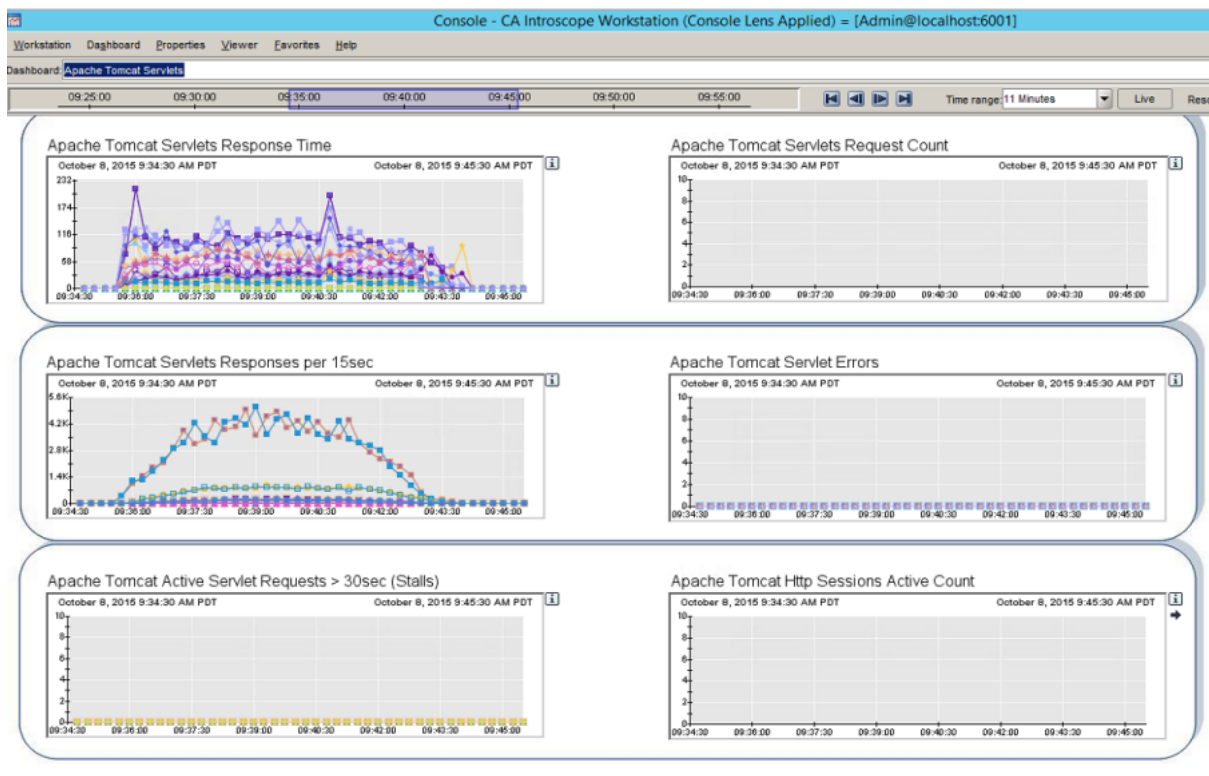 Console - CA Introscope Workstation (Console Lens Applied) = [Admin@localhost:6001]
Workstation Dashboard Properties Viewer Favorites Help
Dashboard: Apache Tomcat Servlets
09:25:00 09:30:00 09:35:00 09:40:00 09:45:00 09:50:00 09:55:00 Time range: 11 Minutes Live
Apache Tomcat Servlets Response Time
October 8, 2015 9:34:30 AM PDT October 8, 2015 9:45:30 AM PDT
232
174
116
58
0
09:34:30 09:36:00 09:37:30 09:39:00 09:40:30 09:42:00 09:43:30 09:45:00
Apache Tomcat Servlets Request Count
October 8, 2015 9:34:30 AM PDT October 8, 2015 9:45:30 AM PDT
10
8
6
4
2
0
09:34:30 09:36:00 09:37:30 09:39:00 09:40:30 09:42:00 09:43:30 09:45:00
Apache Tomcat Servlets Responses per 15sec
October 8, 2015 9:34:30 AM PDT October 8, 2015 9:45:30 AM PDT
5.6K
4.2K
2.8K
1.4K
0
09:34:30 09:36:00 09:37:30 09:39:00 09:40:30 09:42:00 09:43:30 09:45:00
Apache Tomcat Servlet Errors
October 8, 2015 9:34:30 AM PDT October 8, 2015 9:45:30 AM PDT
10
8
6
4
2
0
09:34:30 09:36:00 09:37:30 09:39:00 09:40:30 09:42:00 09:43:30 09:45:00
Apache Tomcat Active Servlet Requests > 30sec (Stalls)
October 8, 2015 9:34:30 AM PDT October 8, 2015 9:45:30 AM PDT
10
8
6
4
2
0
09:34:30 09:36:00 09:37:30 09:39:00 09:40:30 09:42:00 09:43:30 09:45:00
Apache Tomcat Http Sessions Active Count
October 8, 2015 9:34:30 AM PDT October 8, 2015 9:45:30 AM PDT
10
8
6
4
2
0
09:34:30 09:36:00 09:37:30 09:39:00 09:40:30 09:42:00 09:43:30 09:45:00